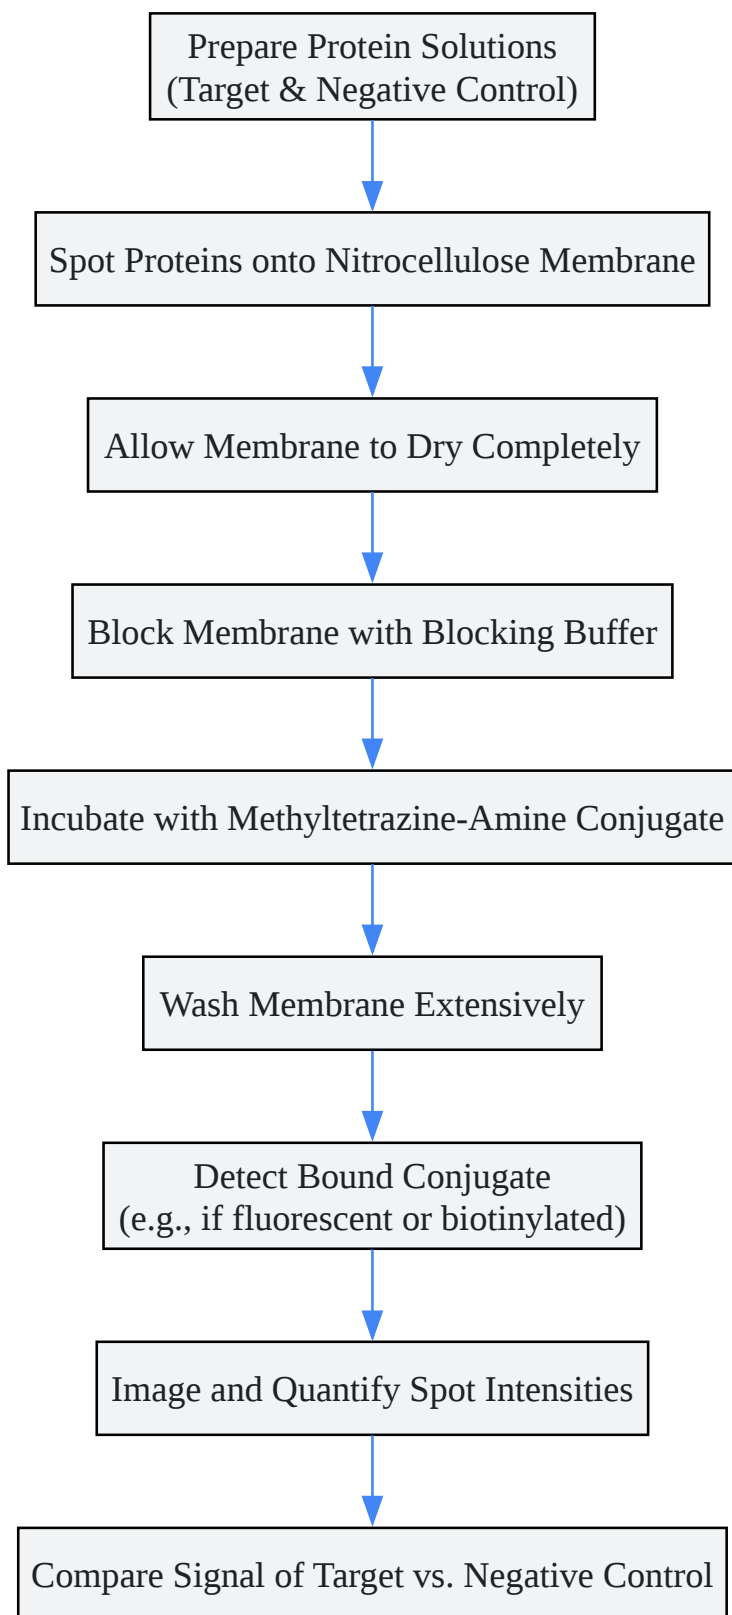 Prepare Protein Solutions
(Target & Negative Control)
Spot Proteins onto Nitrocellulose Membrane
Allow Membrane to Dry Completely
Block Membrane with Blocking Buffer
Incubate with Methyltetrazine-Amine Conjugate
Wash Membrane Extensively
Detect Bound Conjugate
(e.g., if fluorescent or biotinylated)
Image and Quantify Spot Intensities
Compare Signal of Target vs. Negative Control